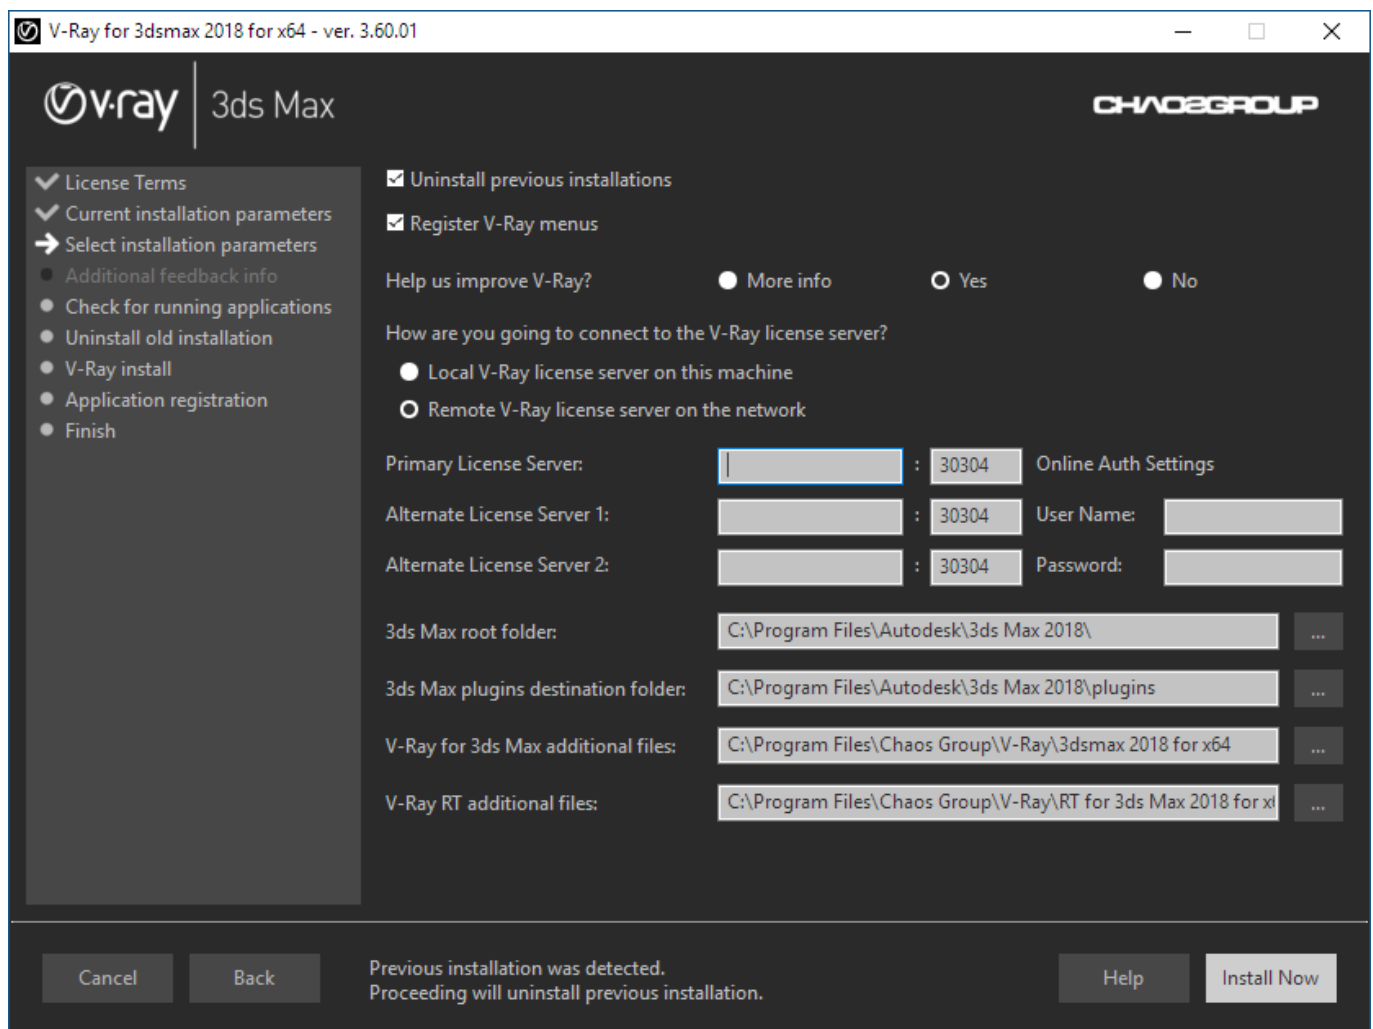 V-Ray for 3dsmax 2018 for x64 - ver. 3.60.01
v·ray
3ds Max
CHAOSGROUP
License Terms
Current installation parameters
Select installation parameters
Additional feedback info
Check for running applications
Uninstall old installation
V-Ray install
Application registration
Finish
Uninstall previous installations
Register V-Ray menus
Help us improve V-Ray? More info Yes No
How are you going to connect to the V-Ray license server?
Local V-Ray license server on this machine
Remote V-Ray license server on the network
Primary License Server: : 30304 Online Auth Settings
Alternate License Server 1: : 30304 User Name:
Alternate License Server 2: : 30304 Password:
3ds Max root folder: C:\Program Files\Autodesk\3ds Max 2018\ ...
3ds Max plugins destination folder: C:\Program Files\Autodesk\3ds Max 2018\plugins ...
V-Ray for 3ds Max additional files: C:\Program Files\Chaos Group\V-Ray\3dsmax 2018 for x64 ...
V-Ray RT additional files: C:\Program Files\Chaos Group\V-Ray\RT for 3ds Max 2018 for x6 ...
Cancel
Back
Previous installation was detected.
Proceeding will uninstall previous installation.
Help
Install Now